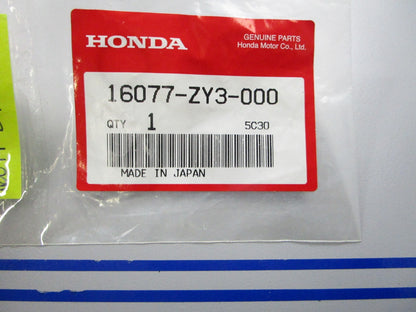 HONDA
GENUINE PARTS
Honda Motor Co., Ltd.
16077-ZY3-000
QTY 1 5C30
MADE IN JAPAN